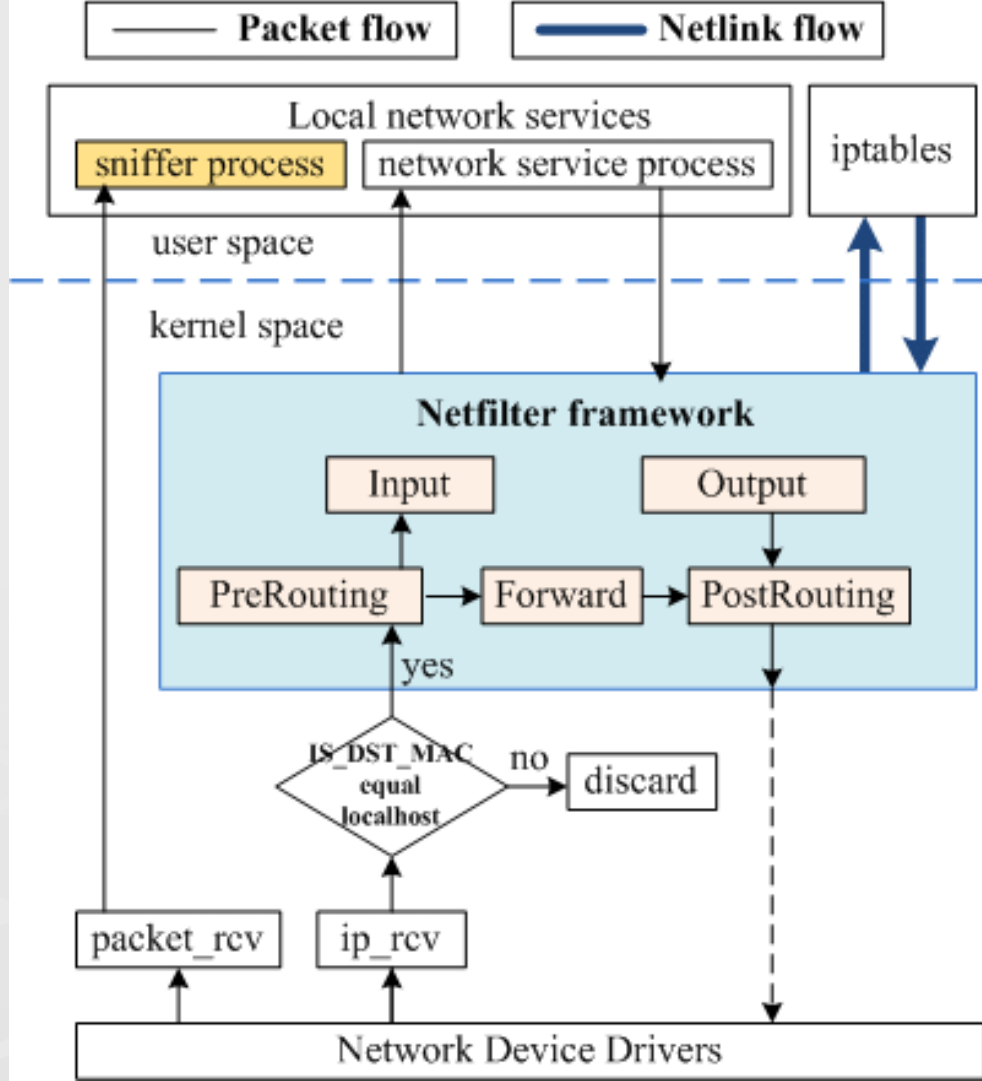 Packet flow
Netlink flow
Local network services
sniffer process
network service process
iptables
user space
kernel space
Netfilter framework
Input
Output
PreRouting
Forward
PostRouting
yes
IS_DST_MAC
equal
localhost
no
discard
packet_rcv
ip_rcv
Network Device Drivers